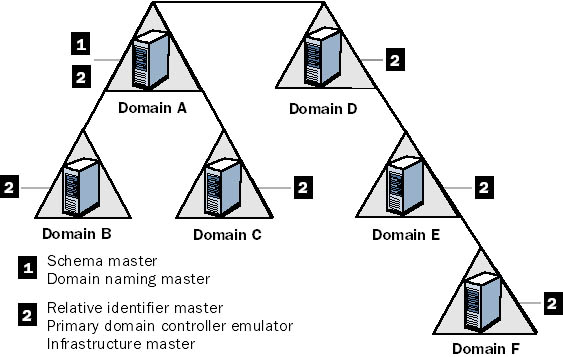 1
2
2
Domain A
Domain D
2
2
2
Domain B
Domain C
Domain E
1 Schema master
Domain naming master
2 Relative identifier master
Primary domain controller emulator
Infrastructure master
2
Domain F